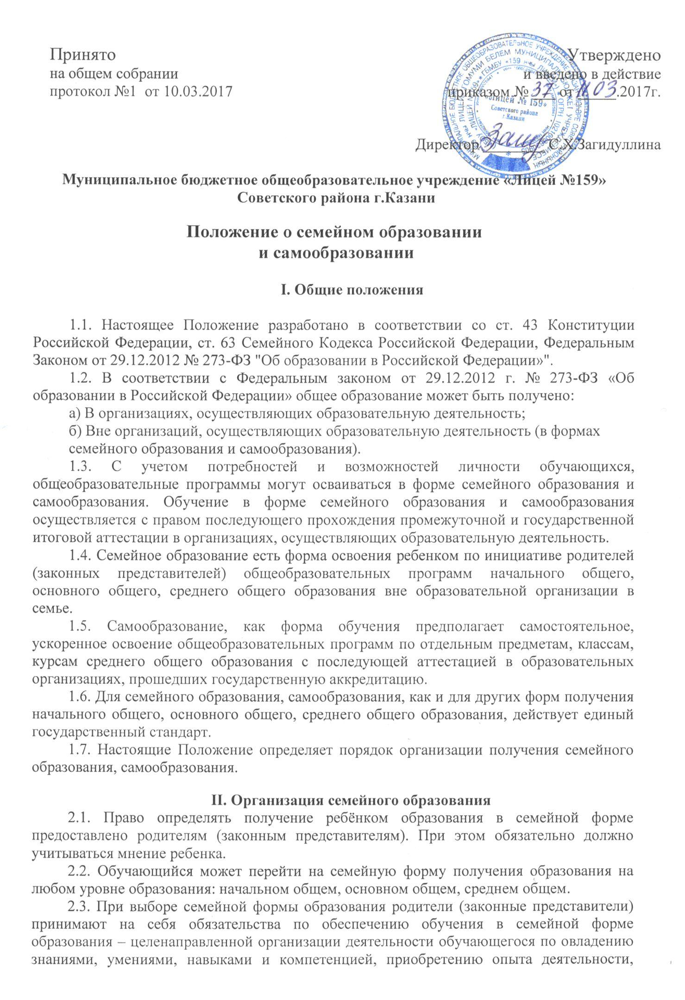 Принято
на общем собрании
протокол №1 от 10.03.2017
Утверждено
и введено в действие
приказом № 37 от 11.03.2017г.
«Лицей № 159»
Советского района
г.Казани
Директор С.Х.Загидуллина
Муниципальное бюджетное общеобразовательное учреждение «Лицей №159»
Советского района г.Казани
Положение о семейном образовании
и самообразовании
I. Общие положения
1.1. Настоящее Положение разработано в соответствии со ст. 43 Конституции
Российской Федерации, ст. 63 Семейного Кодекса Российской Федерации, Федеральным
Законом от 29.12.2012 № 273-ФЗ "Об образовании в Российской Федерации»".
1.2. В соответствии с Федеральным законом от 29.12.2012 г. № 273-ФЗ «Об
образовании в Российской Федерации» общее образование может быть получено:
а) В организациях, осуществляющих образовательную деятельность;
б) Вне организаций, осуществляющих образовательную деятельность (в формах
семейного образования и самообразования).
1.3. С учетом потребностей и возможностей личности обучающихся,
общеобразовательные программы могут осваиваться в форме семейного образования и
самообразования. Обучение в форме семейного образования и самообразования
осуществляется с правом последующего прохождения промежуточной и государственной
итоговой аттестации в организациях, осуществляющих образовательную деятельность.
1.4. Семейное образование есть форма освоения ребенком по инициативе родителей
(законных представителей) общеобразовательных программ начального общего,
основного общего, среднего общего образования вне образовательной организации в
семье.
1.5. Самообразование, как форма обучения предполагает самостоятельное,
ускоренное освоение общеобразовательных программ по отдельным предметам, классам,
курсам среднего общего образования с последующей аттестацией в образовательных
организациях, прошедших государственную аккредитацию.
1.6. Для семейного образования, самообразования, как и для других форм получения
начального общего, основного общего, среднего общего образования, действует единый
государственный стандарт.
1.7. Настоящие Положение определяет порядок организации получения семейного
образования, самообразования.
II. Организация семейного образования
2.1. Право определять получение ребёнком образования в семейной форме
предоставлено родителям (законным представителям). При этом обязательно должно
учитываться мнение ребенка.
2.2. Обучающийся может перейти на семейную форму получения образования на
любом уровне образования: начальном общем, основном общем, среднем общем.
2.3. При выборе семейной формы образования родители (законные представители)
принимают на себя обязательства по обеспечению обучения в семейной форме
образования – целенаправленной организации деятельности обучающегося по овладению
знаниями, умениями, навыками и компетенцией, приобретению опыта деятельности,